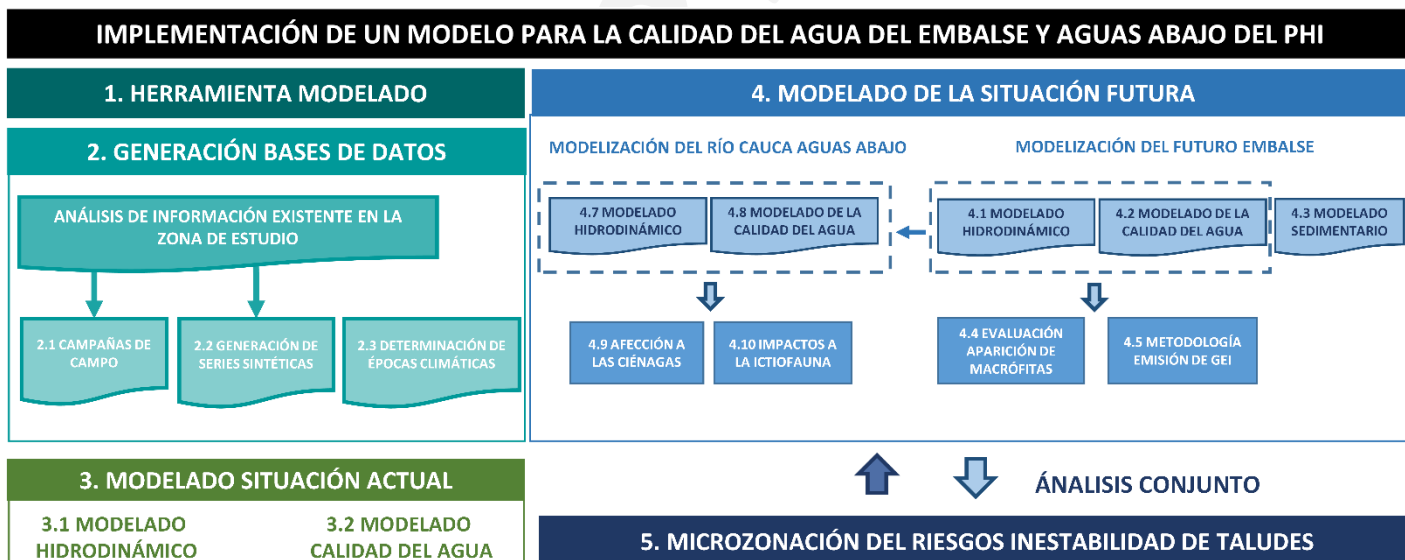 IMPLEMENTACIÓN DE UN MODELO PARA LA CALIDAD DEL AGUA DEL EMBALSE Y AGUAS ABAJO DEL PHI
1. HERRAMIENTA MODELADO
2. GENERACIÓN BASES DE DATOS
ANÁLISIS DE INFORMACIÓN EXISTENTE EN LA
ZONA DE ESTUDIO
2.1 CAMPAÑAS DE
CAMPO
2.2 GENERACIÓN DE
SERIES SINTÉTICAS
2.3 DETERMINACIÓN DE
ÉPOCAS CLIMÁTICAS
3. MODELADO SITUACIÓN ACTUAL
3.1 MODELADO
HIDRODINÁMICO
3.2 MODELADO
CALIDAD DEL AGUA
4. MODELADO DE LA SITUACIÓN FUTURA
MODELIZACIÓN DEL RÍO CAUCA AGUAS ABAJO
4.7 MODELADO
HIDRODINÁMICO
4.8 MODELADO DE LA
CALIDAD DEL AGUA
4.9 AFECCIÓN A
LAS CIÉNAGAS
4.10 IMPACTOS A
LA ICTIOFAUNA
MODELIZACIÓN DEL FUTURO EMBALSE
4.1 MODELADO
HIDRODINÁMICO
4.2 MODELADO DE LA
CALIDAD DEL AGUA
4.3 MODELADO
SEDIMENTARIO
4.4 EVALUACIÓN
APARICIÓN DE
MACRÓFITAS
4.5 METODOLOGÍA
EMISIÓN DE GEI
ÁNALISIS CONJUNTO
5. MICROZONACIÓN DEL RIESGOS INESTABILIDAD DE TALUDES